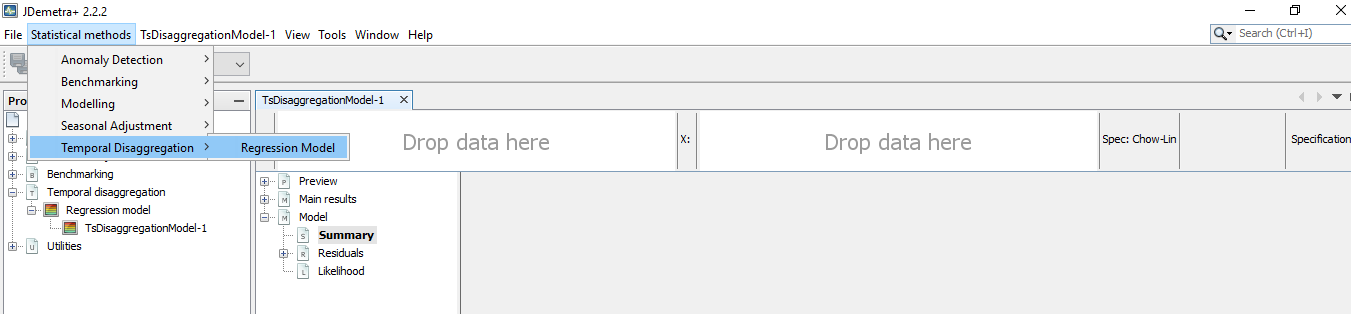 JDemetra+ 2.2.2
File Statistical methods TsDisaggregationModel-1 View Tools Window Help
Search (Ctrl+I)
Anomaly Detection
Benchmarking
Modelling
Seasonal Adjustment
Temporal Disaggregation
Regression Model
Pro
Benchmarking
Temporal disaggregation
Regression model
TsDisaggregationModel-1
Utilities
TsDisaggregationModel-1
Drop data here
X:
Drop data here
Spec: Chow-Lin
Specification
Preview
Main results
Model
Summary
Residuals
Likelihood